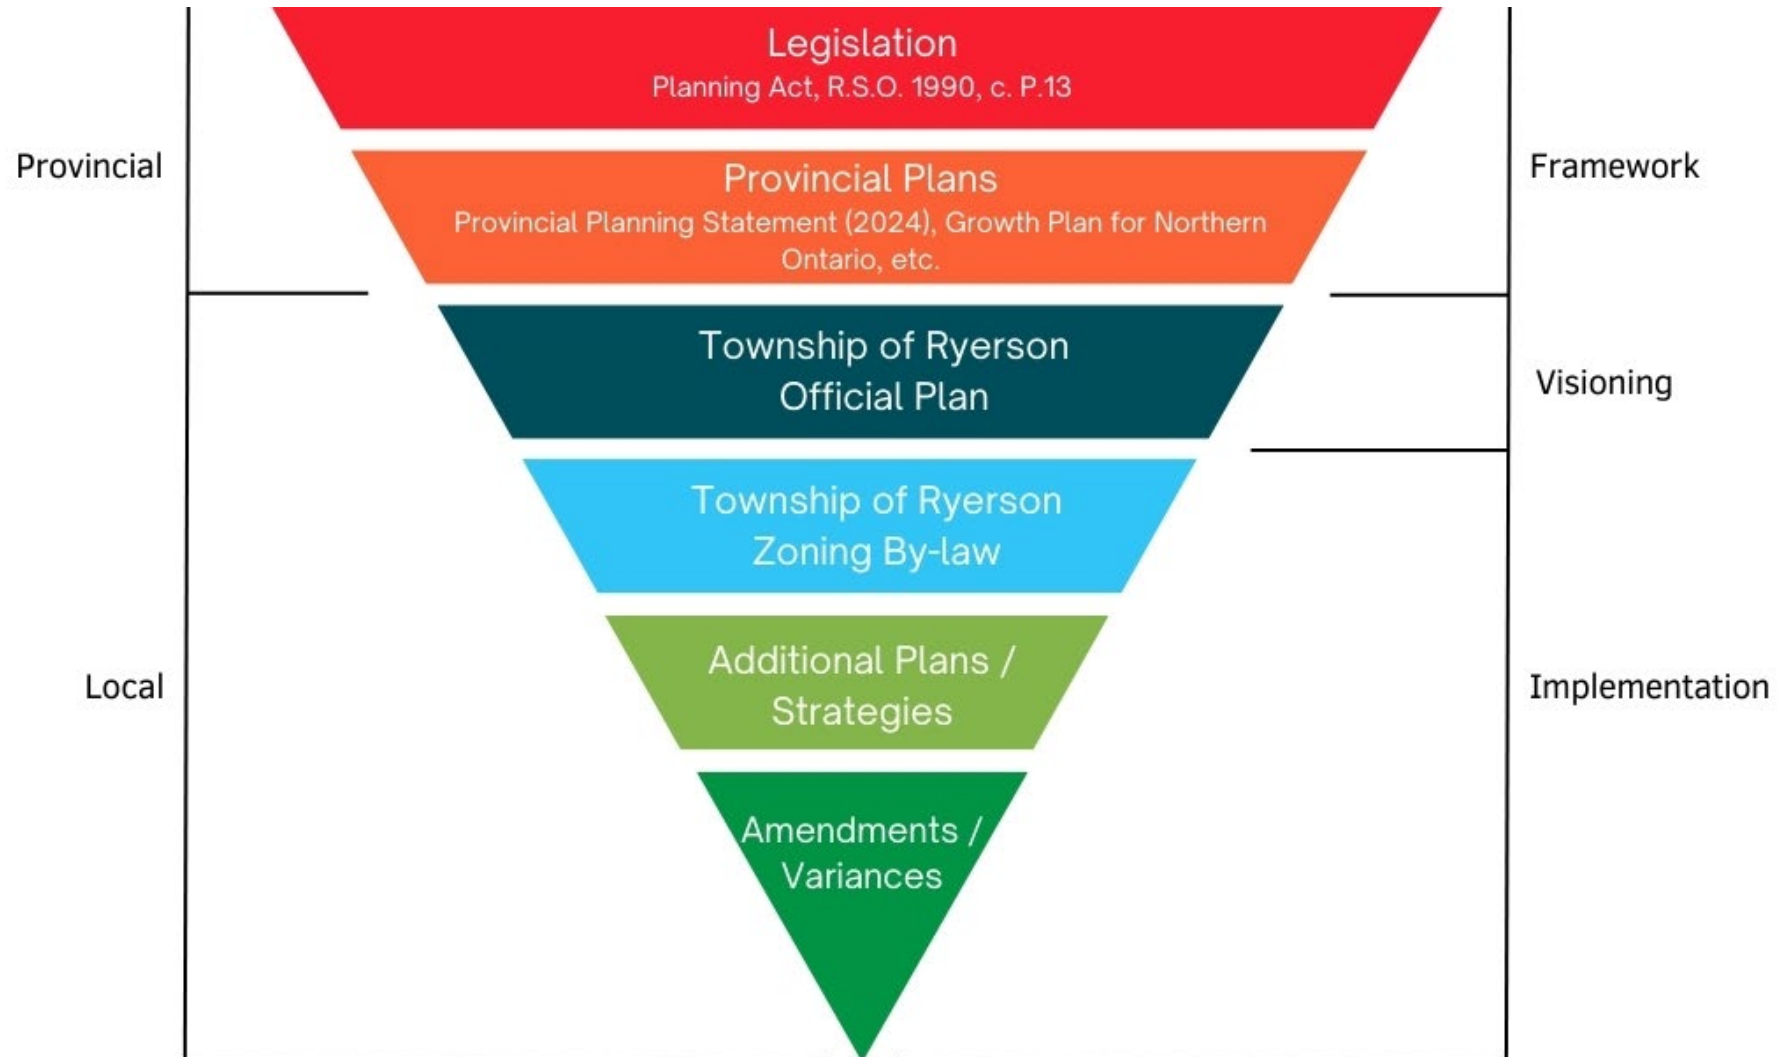 Legislation
Planning Act, R.S.O. 1990, c. P.13
Provincial
Framework
Provincial Plans
Provincial Planning Statement (2024), Growth Plan for Northern
Ontario, etc.
Township of Ryerson
Official Plan
Visioning
Township of Ryerson
Zoning By-law
Local
Implementation
Additional Plans /
Strategies
Amendments /
Variances